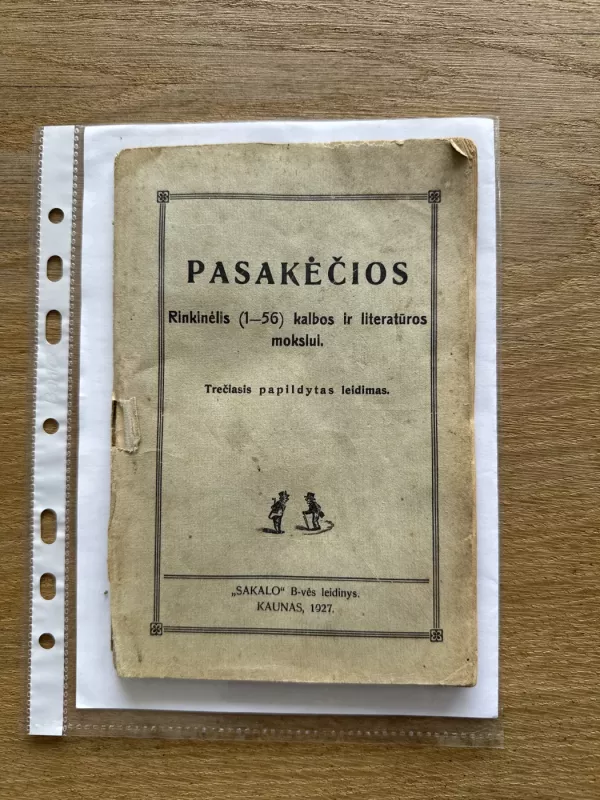 PASAKĖČIOS
Rinkinėlis (1—56) kalbos ir literatūros
mokslui.
Trečiasis papildytas leidimas.
„SAKALO" B-vės leidinys.
KAUNAS, 1927.